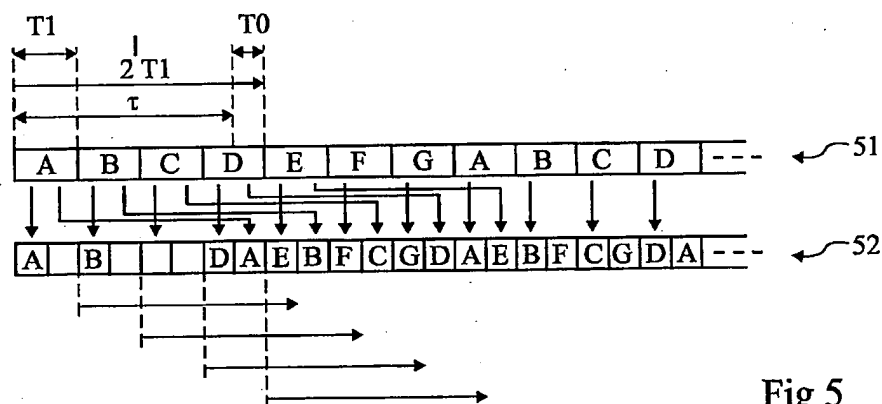 T1 T0
2 T1
τ
A B C D E F G A B C D --- 51
A B D A E B F C G D A E B F C G D A --- 52
Fig 5